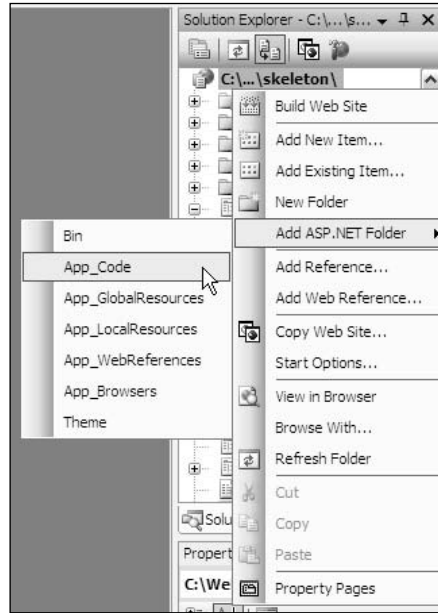 Solution Explorer - C:\...\s...
C:\...\skeleton\
Build Web Site
Add New Item...
Add Existing Item...
New Folder
Add ASP.NET Folder
Bin
App_Code
App_GlobalResources
App_LocalResources
App_WebReferences
App_Browsers
Theme
Add Reference...
Add Web Reference...
Copy Web Site...
Start Options...
View in Browser
Browse With...
Refresh Folder
Cut
Copy
Paste
Property Pages
Solu
Propert
C:\We